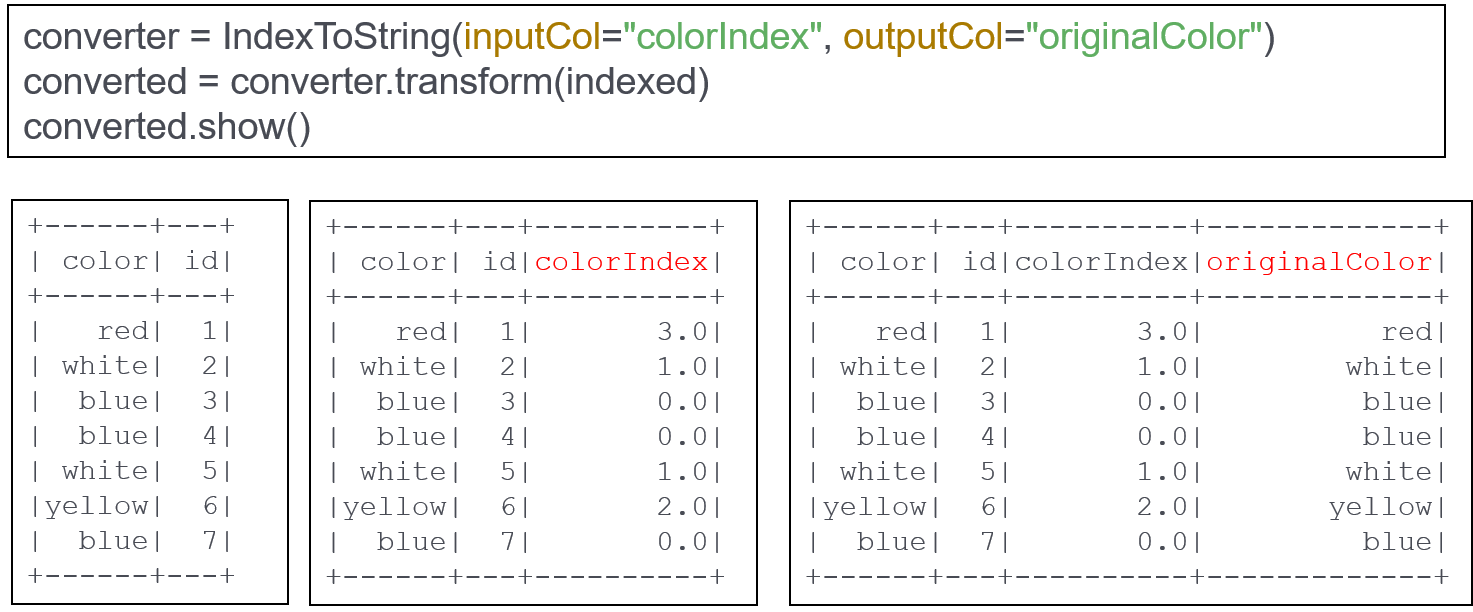 converter = IndexToString(inputCol="colorIndex", outputCol="originalColor")
converted = converter.transform(indexed)
converted.show()
+------+---+
| color| id|
+------+---+
|   red|  1|
| white|  2|
|  blue|  3|
|  blue|  4|
| white|  5|
|yellow|  6|
|  blue|  7|
+------+---+
+------+---+----------+
| color| id|colorIndex|
+------+---+----------+
|   red|  1|       3.0|
| white|  2|       1.0|
|  blue|  3|       0.0|
|  blue|  4|       0.0|
| white|  5|       1.0|
|yellow|  6|       2.0|
|  blue|  7|       0.0|
+------+---+----------+
+------+---+----------+-------------+
| color| id|colorIndex|originalColor|
+------+---+----------+-------------+
|   red|  1|       3.0|          red|
| white|  2|       1.0|        white|
|  blue|  3|       0.0|         blue|
|  blue|  4|       0.0|         blue|
| white|  5|       1.0|        white|
|yellow|  6|       2.0|       yellow|
|  blue|  7|       0.0|         blue|
+------+---+----------+-------------+